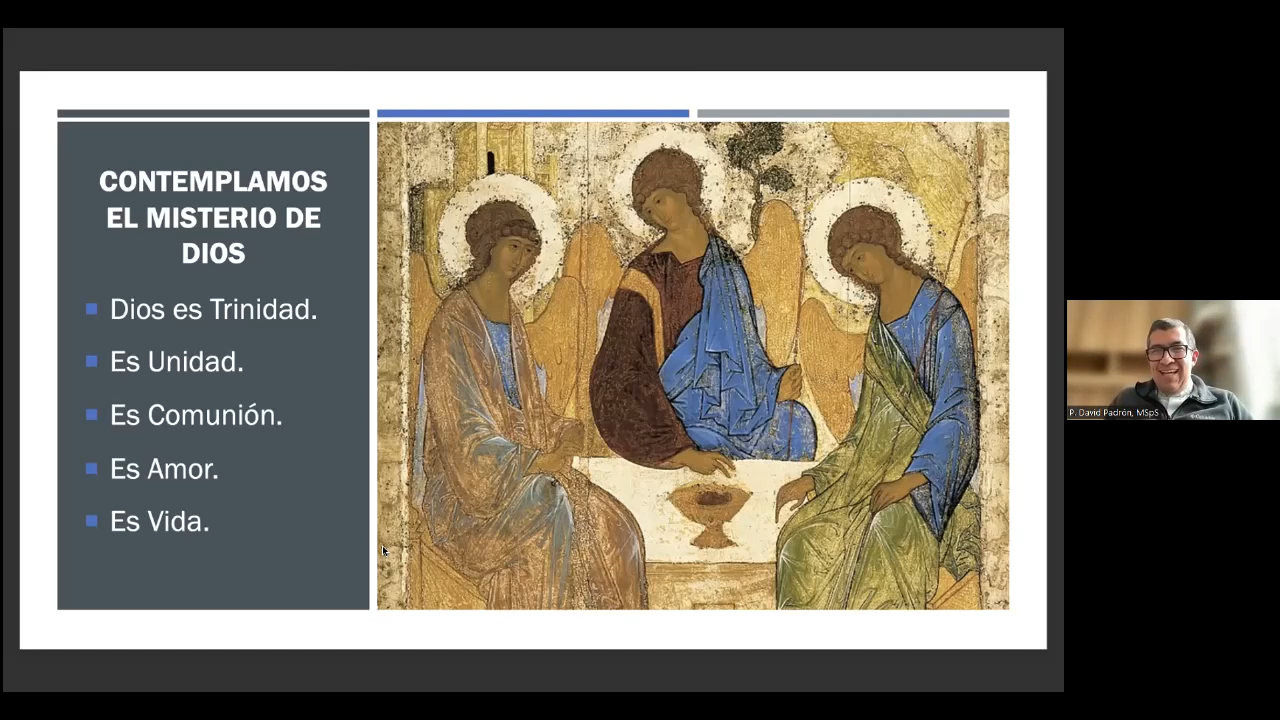 CONTEMPLAMOS
EL MISTERIO DE
DIOS
Dios es Trinidad.
Es Unidad.
Es Comunión.
Es Amor.
Es Vida.
P. David Padrón, MSpS